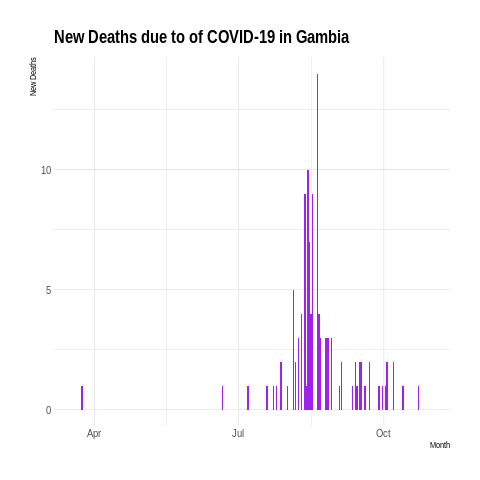 New Deaths due to of COVID-19 in Gambia
New Deaths
10
5
0
Apr Jul Oct
Month